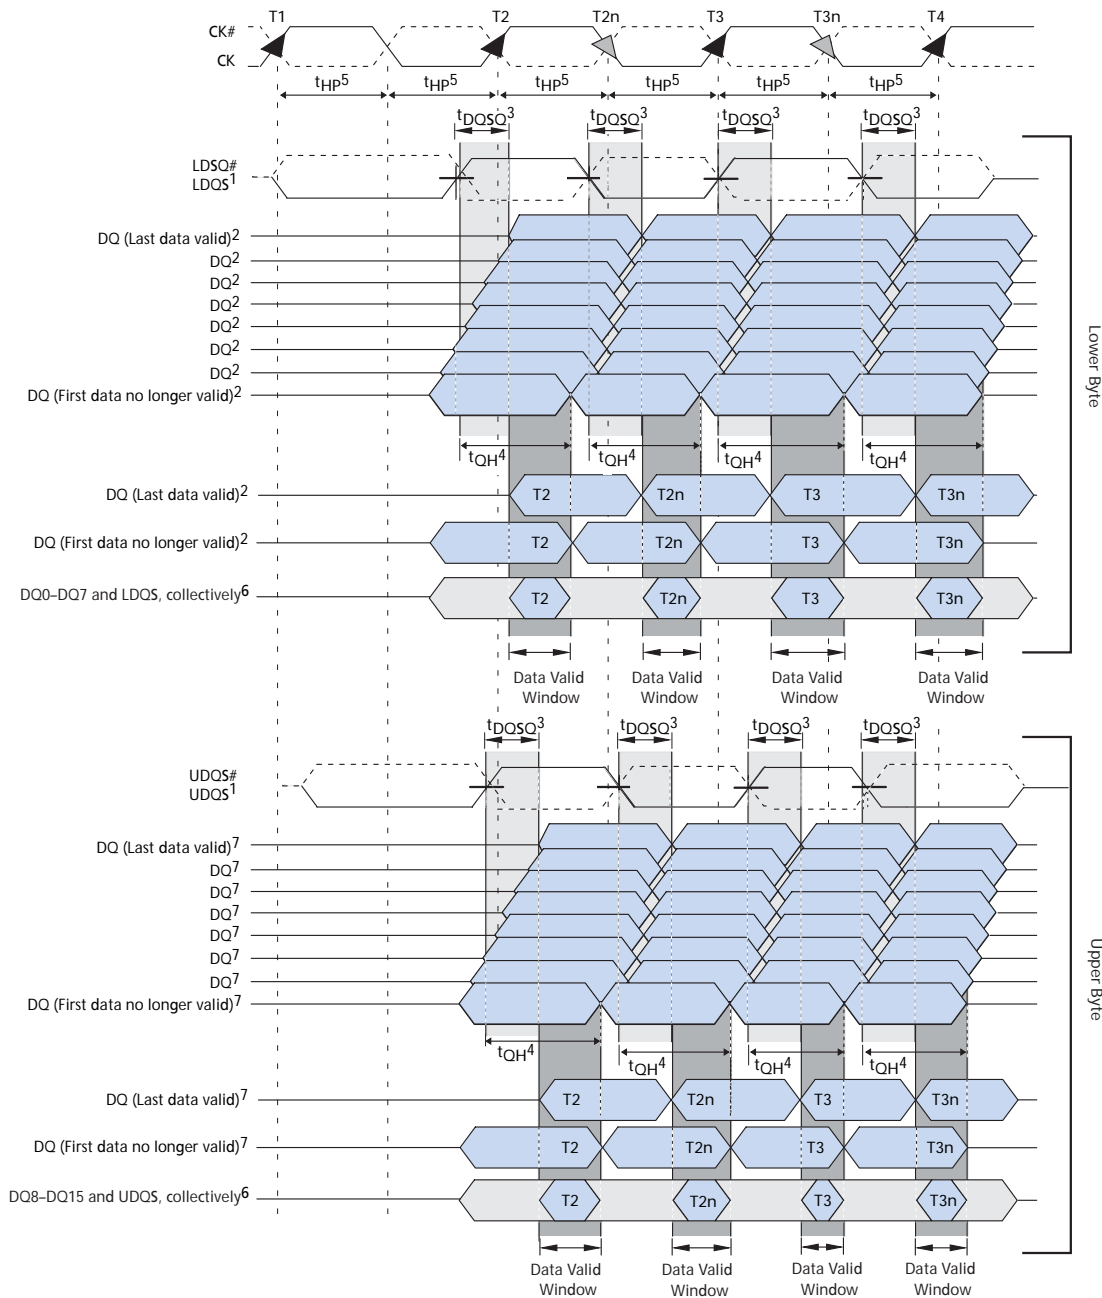 T1 T2 T2n T3 T3n T4
CK#
CK
tHP5 tHP5 tHP5 tHP5 tHP5 tHP5
tDQSQ3 tDQSQ3 tDQSQ3 tDQSQ3
LDSQ#
LDQS1
DQ (Last data valid)2
DQ2
DQ2
DQ2
DQ2
DQ2
DQ2
DQ (First data no longer valid)2
tQH4 tQH4 tQH4 tQH4
DQ (Last data valid)2 T2 T2n T3 T3n
DQ (First data no longer valid)2 T2 T2n T3 T3n
DQ0–DQ7 and LDQS, collectively6 T2 T2n T3 T3n
Data Valid Data Valid Data Valid Data Valid
Window Window Window Window
Lower Byte
tDQSQ3 tDQSQ3 tDQSQ3 tDQSQ3
UDQS#
UDQS1
DQ (Last data valid)7
DQ7
DQ7
DQ7
DQ7
DQ7
DQ7
DQ (First data no longer valid)7
tQH4 tQH4 tQH4 tQH4
DQ (Last data valid)7 T2 T2n T3 T3n
DQ (First data no longer valid)7 T2 T2n T3 T3n
DQ8–DQ15 and UDQS, collectively6 T2 T2n T3 T3n
Data Valid Data Valid Data Valid Data Valid
Window Window Window Window
Upper Byte